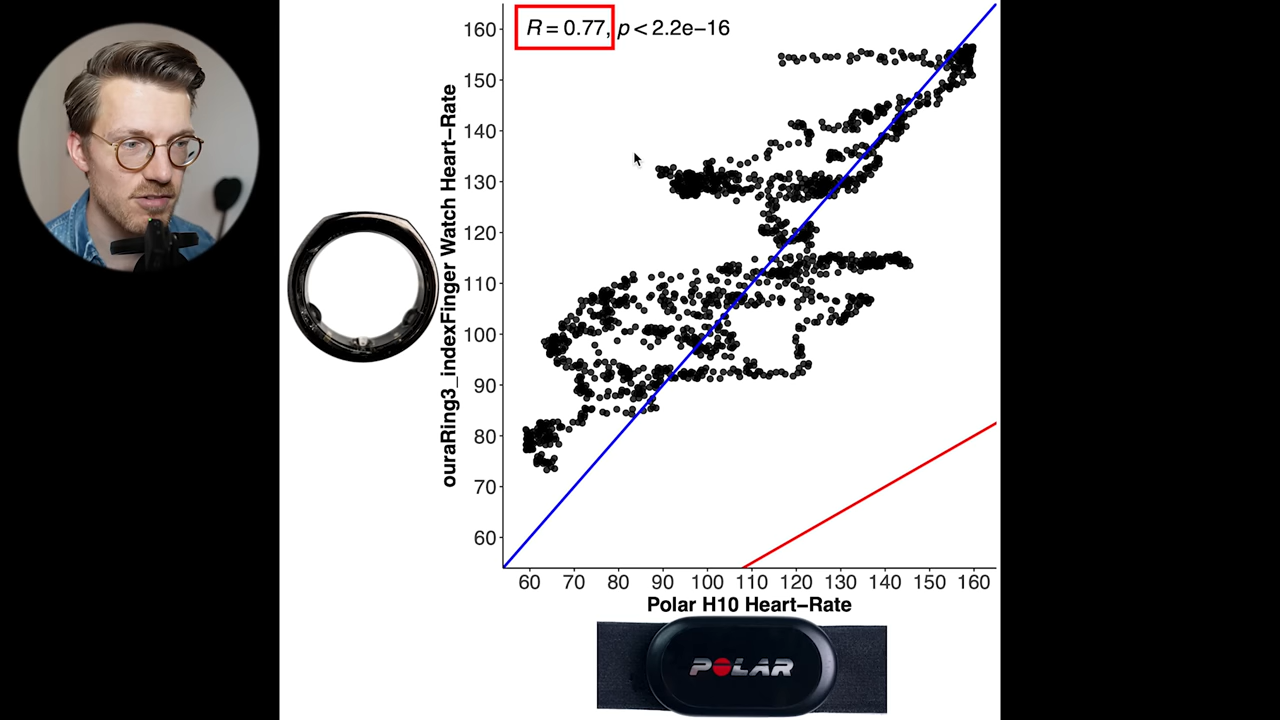 R = 0.77, p < 2.2e−16
ouraRing3_indexFinger Watch Heart−Rate
160
150
140
130
120
110
100
90
80
70
60
60 70 80 90 100 110 120 130 140 150 160
Polar H10 Heart−Rate
POLAR